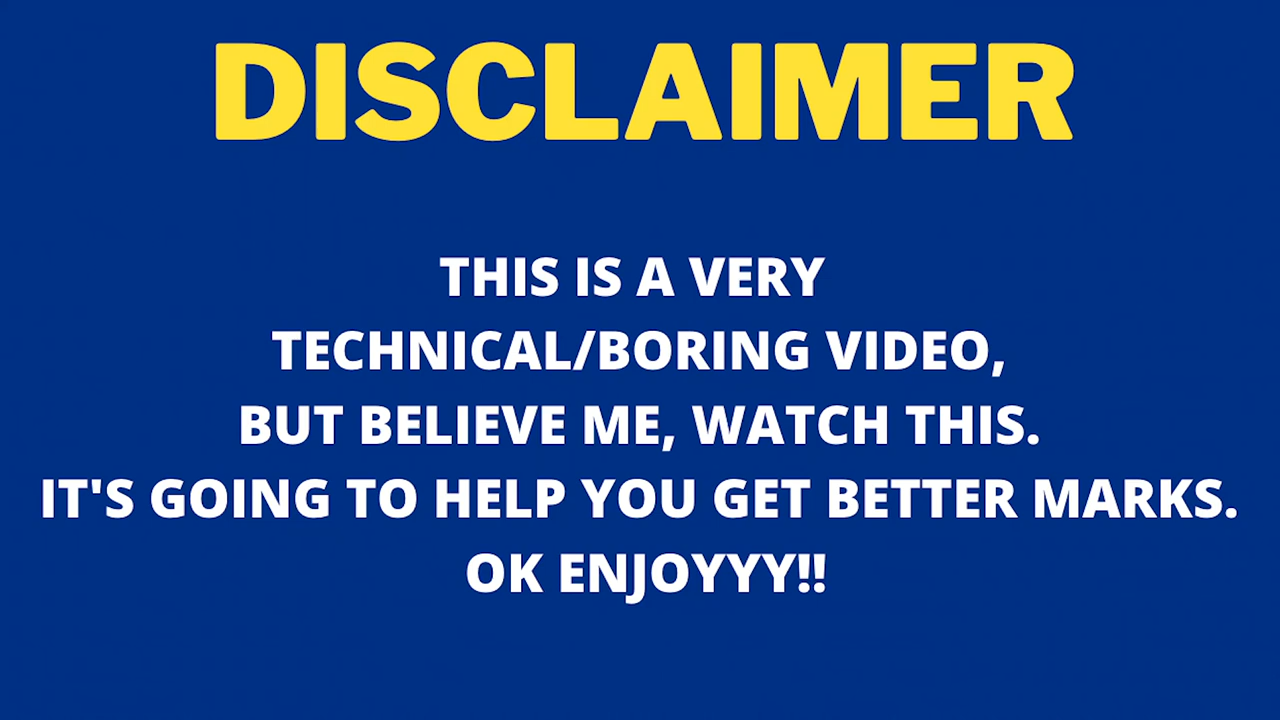 DISCLAIMER
THIS IS A VERY
TECHNICAL/BORING VIDEO,
BUT BELIEVE ME, WATCH THIS.
IT'S GOING TO HELP YOU GET BETTER MARKS.
OK ENJOYYY!!